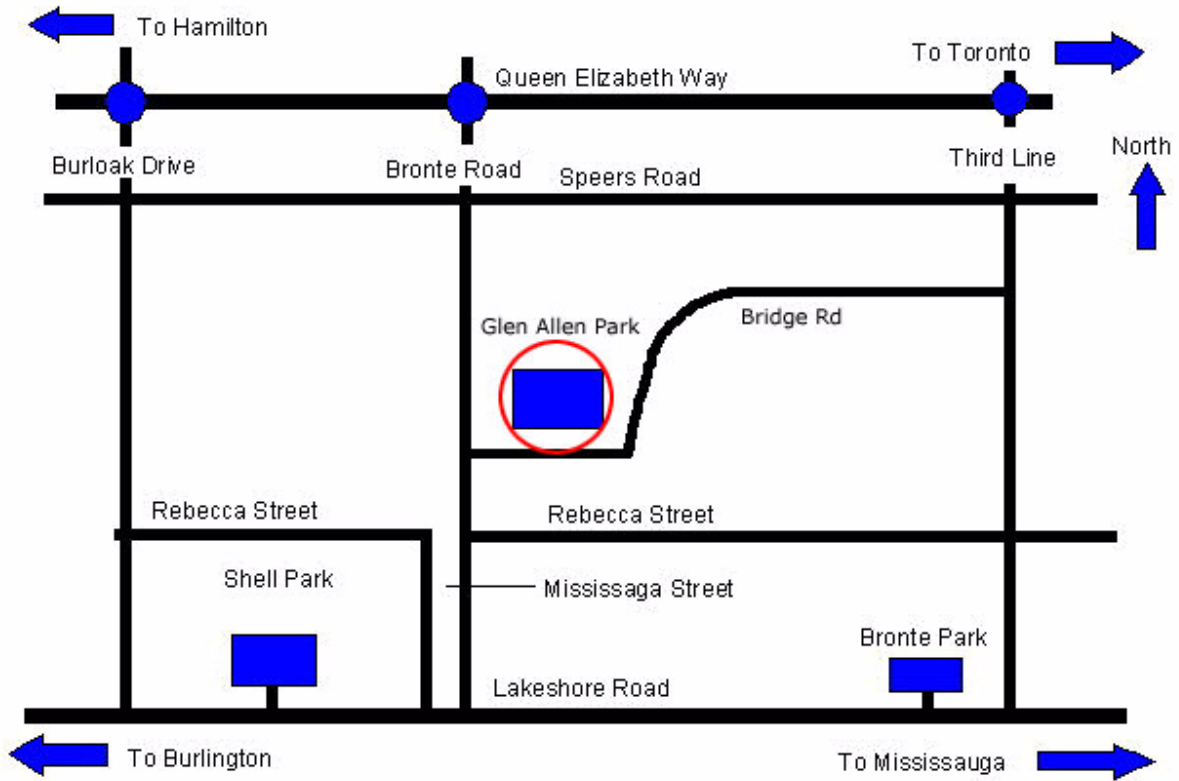 To Hamilton
To Toronto
Queen Elizabeth Way
Burloak Drive
Bronte Road
Third Line
North
Speers Road
Glen Allen Park
Bridge Rd
Rebecca Street
Rebecca Street
Shell Park
Mississaga Street
Bronte Park
Lakeshore Road
To Burlington
To Mississauga